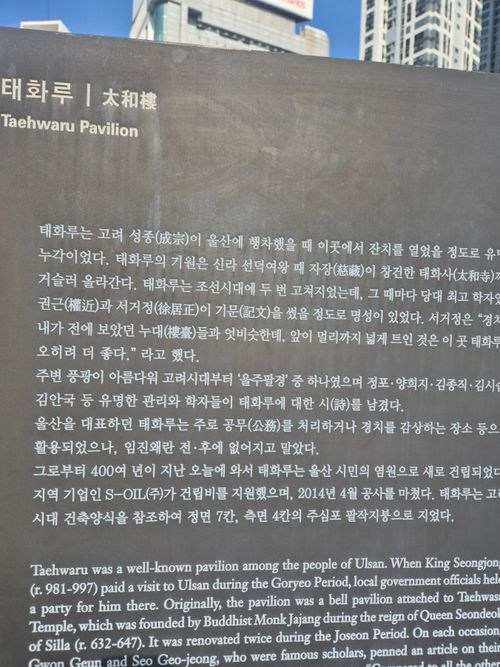 태화루 | 太和樓
Taehwaru Pavilion
태화루는 고려 성종(成宗)이 울산에 행차했을 때 이곳에서 잔치를 열었을 정도로
누각이었다. 태화루의 기원은 신라 선덕여왕 때 자장(慈藏)이 창건한 태화사(太和寺)
거슬러 올라간다. 태화루는 조선시대에 두 번 고쳐지었는데, 그 때마다 당대 최고
권근(權近)과 서거정(徐居正)이 기문(記文)을 썼을 정도로 명성이 있었다. 서거정은
내가 전에 보았던 누대(樓臺)들과 엇비슷한데, 앞이 멀리까지 넓게 트인 것은 이 곳
오히려 더 좋다.” 라고 했다.
주변 풍광이 아름다워 고려시대부터 ‘울주팔경’ 중 하나였으며 정포·양희지·김종직·
김안국 등 유명한 관리와 학자들이 태화루에 대한 시(詩)를 남겼다.
울산을 대표하던 태화루는 주로 공무(公務)를 처리하거나 경치를 감상하는 장소 등으
활용되었으나, 임진왜란 전·후에 없어지고 말았다.
그로부터 400여 년이 지난 오늘에 와서 태화루는 울산 시민의 염원으로 새로 건립되었
지역 기업인 S-OIL(주)가 건립비를 지원했으며, 2014년 4월 공사를 마쳤다. 태화루는
시대 건축양식을 참조하여 정면 7칸, 측면 4칸의 주심포 팔작지붕으로 지었다.
Taehwaru was a well-known pavilion among the people of Ulsan. When King Seongjong
(r. 981-997) paid a visit to Ulsan during the Goryeo Period, local government officials held
a party for him there. Originally, the pavilion was a bell pavilion attached to
Temple, which was founded by Buddhist Monk Jajang during the reign of Queen Seondeok
of Silla (r. 632-647). It was renovated twice during the Joseon Period. On each occasion
Gwon Geun and Seo Geo-jeong, who were famous scholars, penned an article on